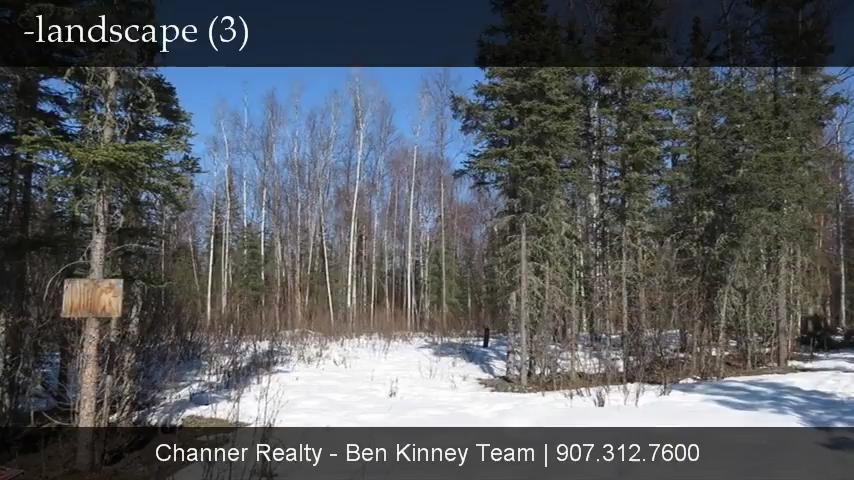 -landscape (3)
Channer Realty - Ben Kinney Team | 907.312.7600